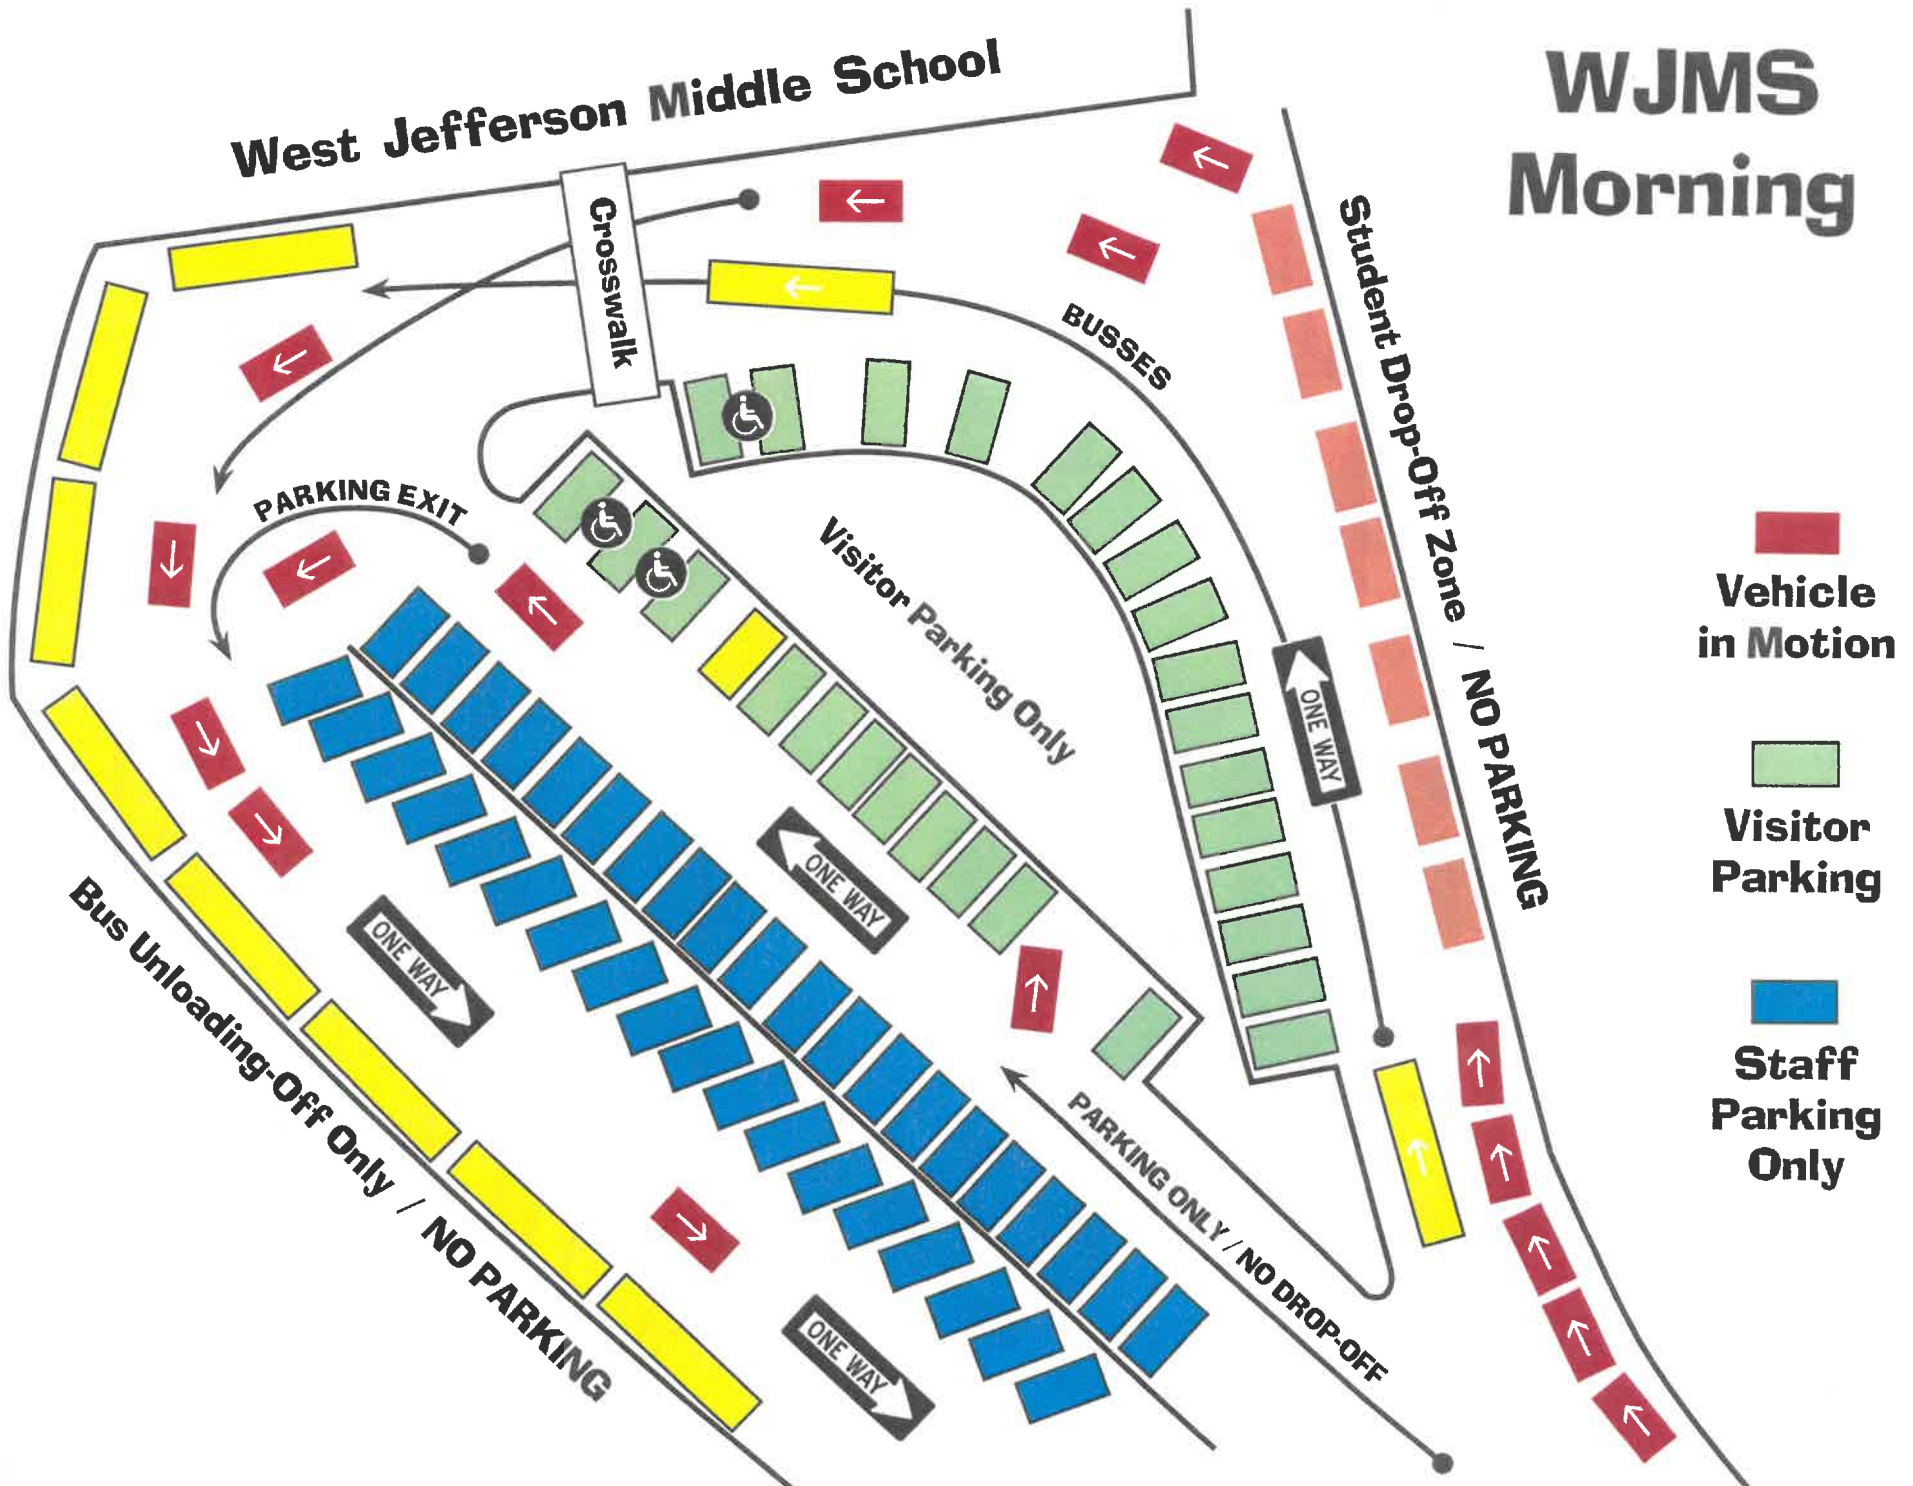 WJMS
Morning
West Jefferson Middle School
Crosswalk
BUSSES
Student Drop-Off Zone / NO PARKING
PARKING EXIT
Visitor Parking Only
ONE WAY
ONE WAY
ONE WAY
ONE WAY
PARKING ONLY / NO DROP-OFF
Bus Unloading-Off Only / NO PARKING
Vehicle
in Motion
Visitor
Parking
Staff
Parking
Only